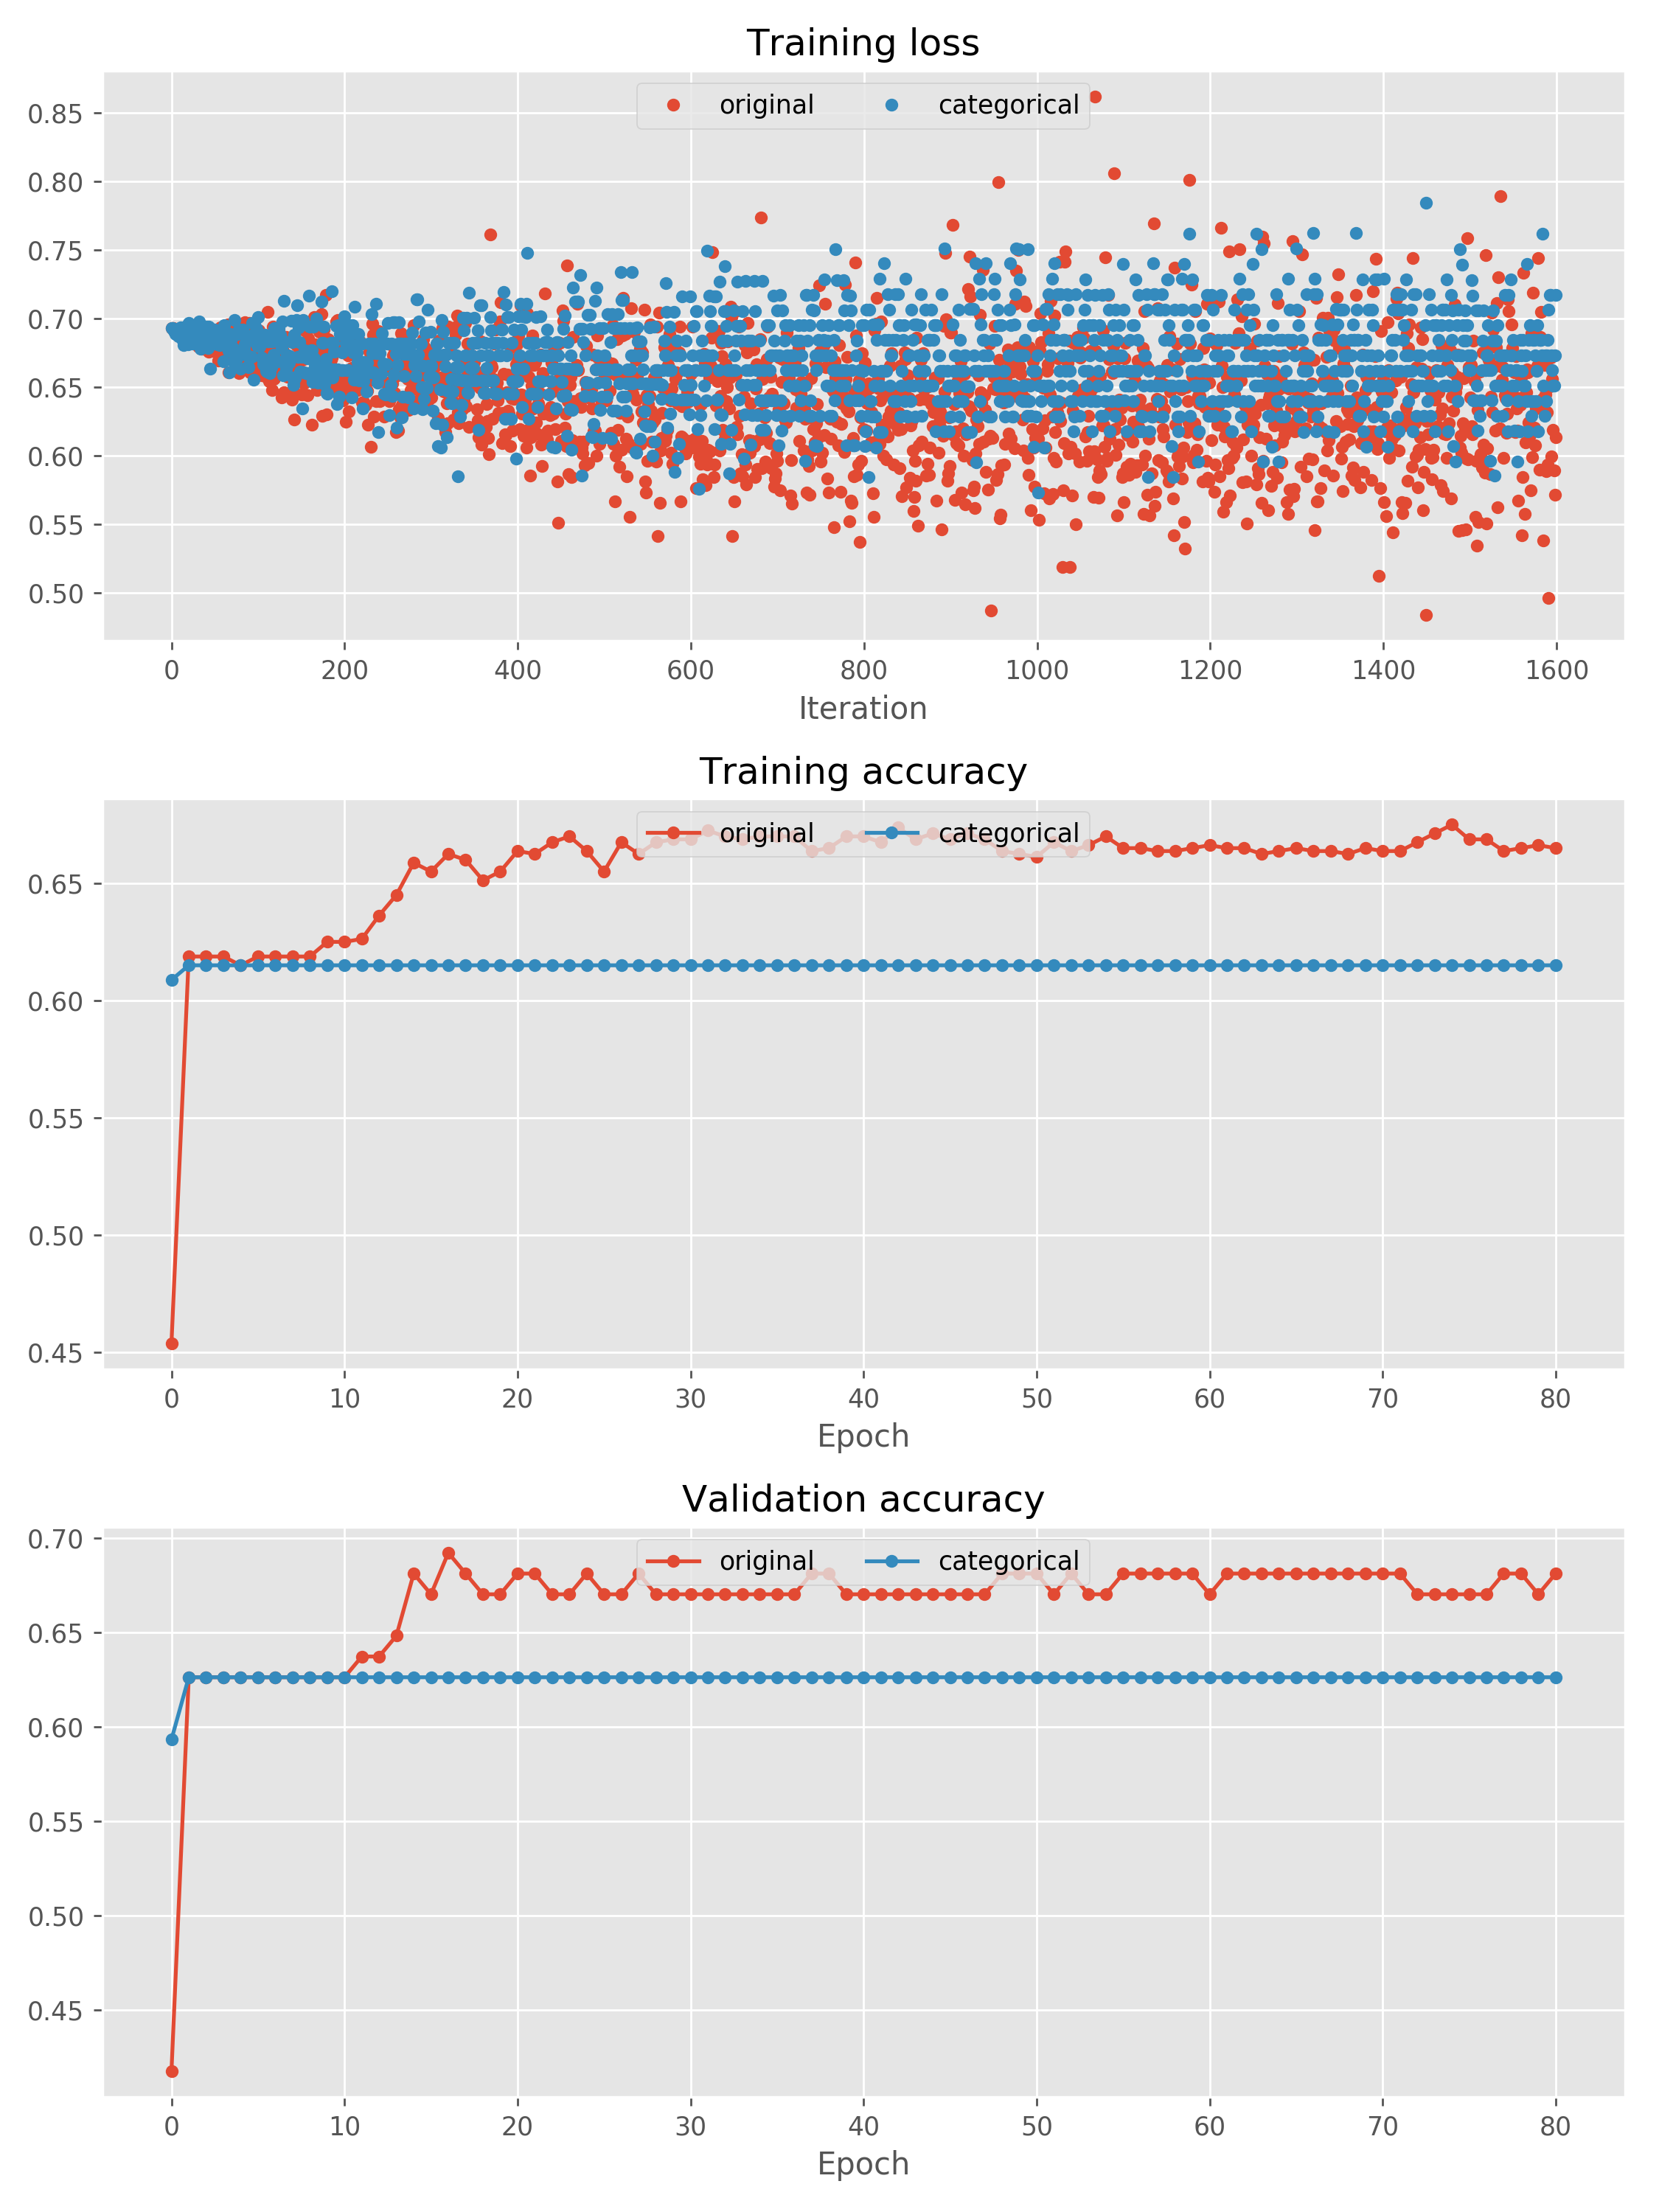 Training loss
original categorical
0.85
0.80
0.75
0.70
0.65
0.60
0.55
0.50
0 200 400 600 800 1000 1200 1400 1600
Iteration
Training accuracy
original categorical
0.65
0.60
0.55
0.50
0.45
0 10 20 30 40 50 60 70 80
Epoch
Validation accuracy
0.70
original categorical
0.65
0.60
0.55
0.50
0.45
0 10 20 30 40 50 60 70 80
Epoch